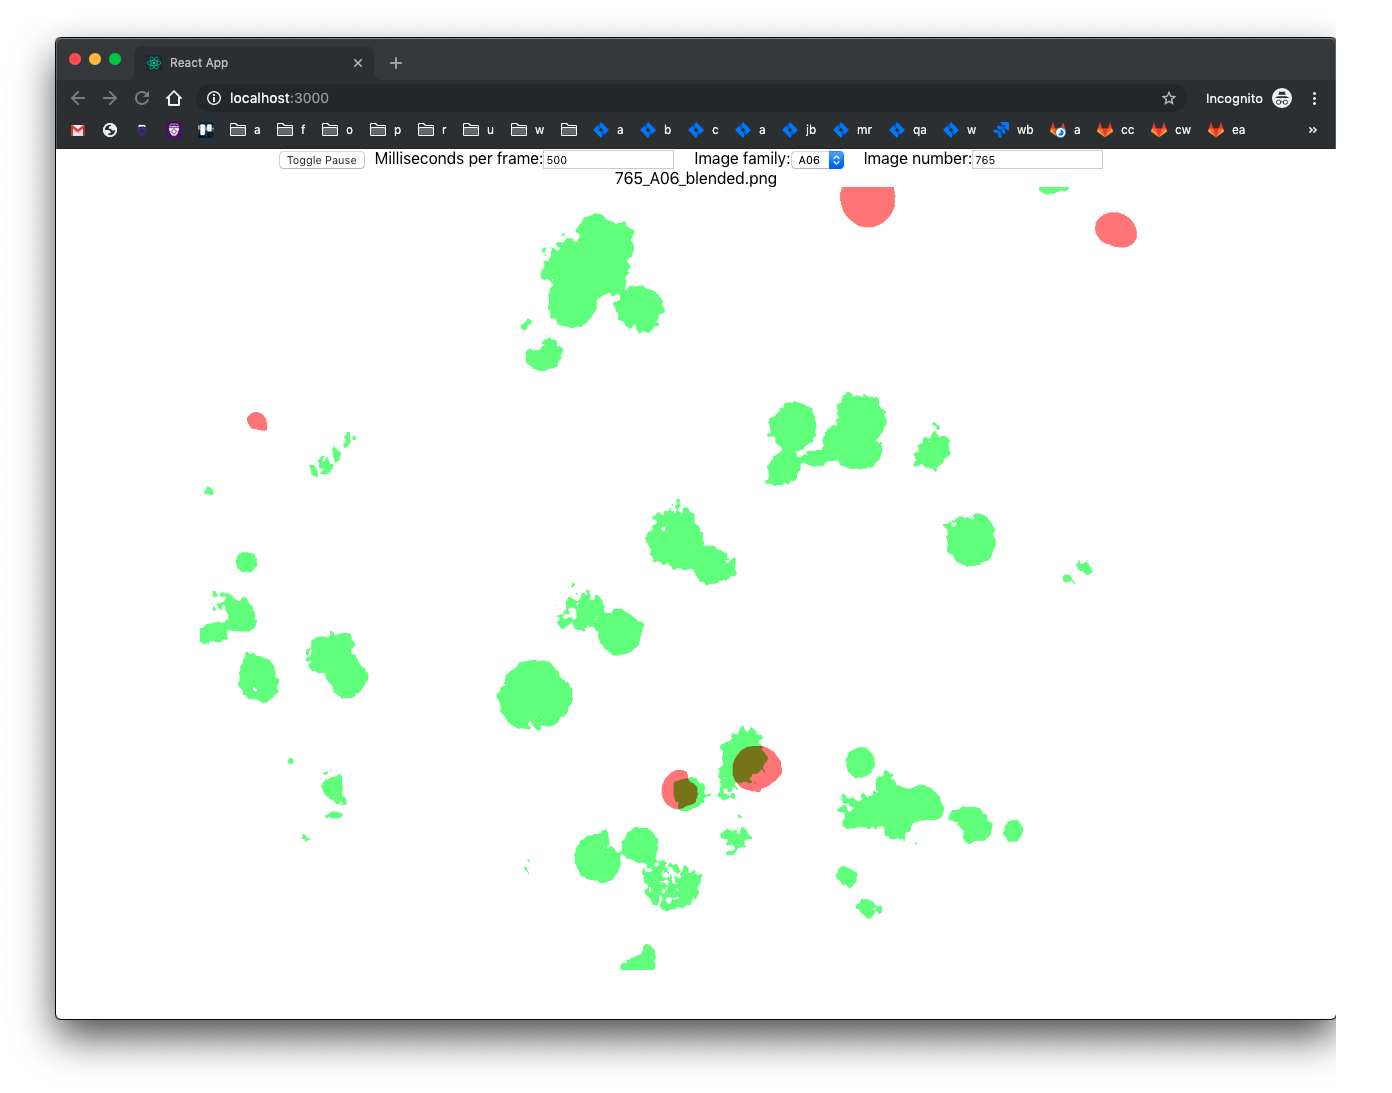 React App
localhost:3000
Incognito
a f o p r u w a b c a jb mr qa w wb a cc cw ea »
Toggle Pause Milliseconds per frame: 500 Image family: A06 Image number: 765
765_A06_blended.png